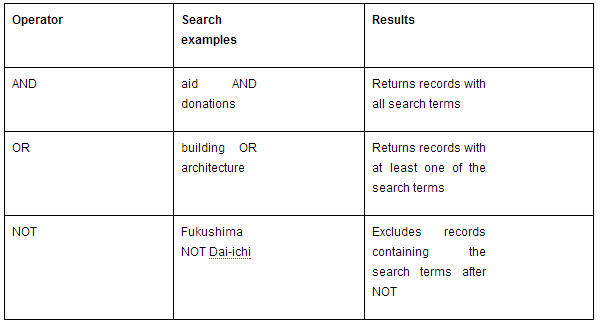 Operator
Search
examples
Results
AND
aid AND
donations
Returns records with
all search terms
OR
building OR
architecture
Returns records with
at least one of the
search terms
NOT
Fukushima
NOT Dai-ichi
Excludes records
containing the
search terms after
NOT